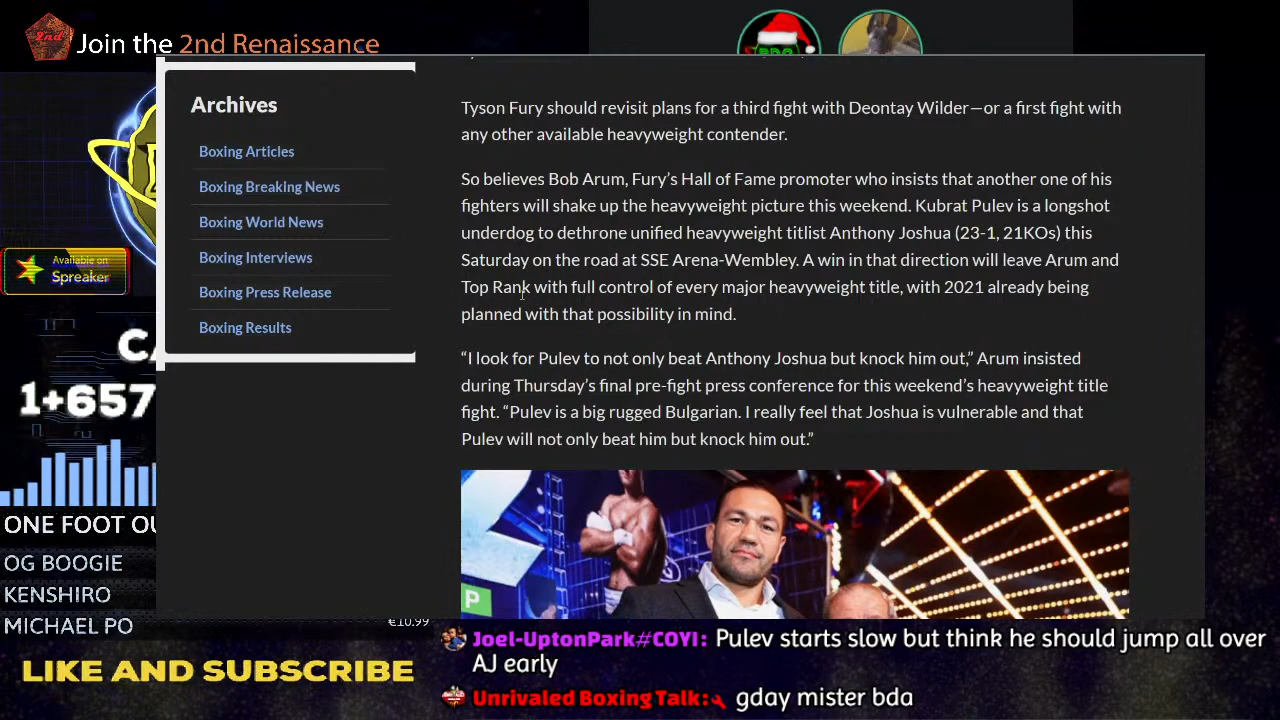 Join the 2nd Renaissance
2nd
Archives
Boxing Articles
Boxing Breaking News
Boxing World News
Boxing Interviews
Boxing Press Release
Boxing Results
Tyson Fury should revisit plans for a third fight with Deontay Wilder—or a first fight with
any other available heavyweight contender.
So believes Bob Arum, Fury’s Hall of Fame promoter who insists that another one of his
fighters will shake up the heavyweight picture this weekend. Kubrat Pulev is a longshot
underdog to dethrone unified heavyweight titlist Anthony Joshua (23-1, 21KOs) this
Saturday on the road at SSE Arena-Wembley. A win in that direction will leave Arum and
Top Rank with full control of every major heavyweight title, with 2021 already being
planned with that possibility in mind.
“I look for Pulev to not only beat Anthony Joshua but knock him out,” Arum insisted
during Thursday’s final pre-fight press conference for this weekend’s heavyweight title
fight. “Pulev is a big rugged Bulgarian. I really feel that Joshua is vulnerable and that
Pulev will not only beat him but knock him out.”
Available on
Spreaker
CA
1+657
ONE FOOT OU
OG BOOGIE
KENSHIRO
MICHAEL PO
€10.99
P
LIKE AND SUBSCRIBE
Joel-UptonPark#COYI: Pulev starts slow but think he should jump all over
AJ early
Unrivaled Boxing Talk: gday mister bda